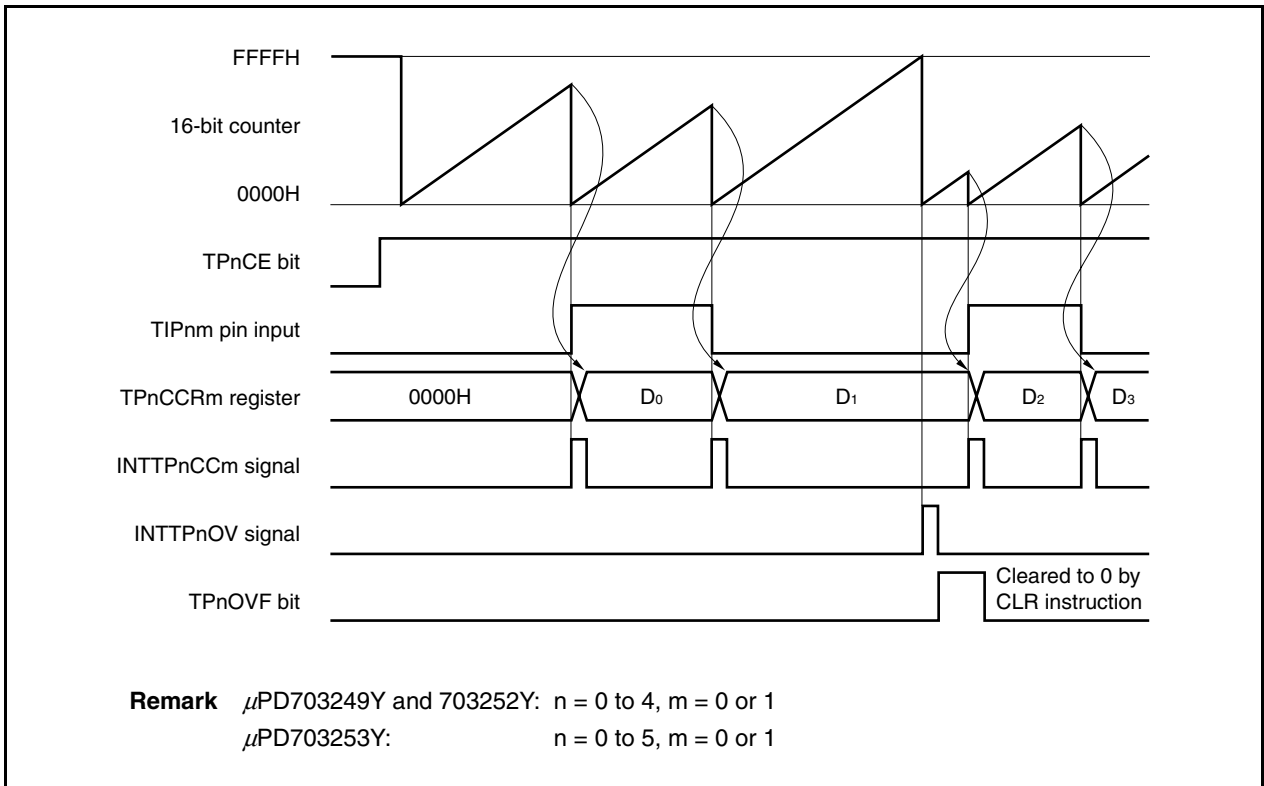 FFFFH
16-bit counter
0000H
TPnCE bit
TIPnm pin input
TPnCCRm register
0000H
D0
D1
D2
D3
INTTPnCCm signal
INTTPnOV signal
TPnOVF bit
Cleared to 0 by
CLR instruction
Remark μPD703249Y and 703252Y: n = 0 to 4, m = 0 or 1
μPD703253Y: n = 0 to 5, m = 0 or 1